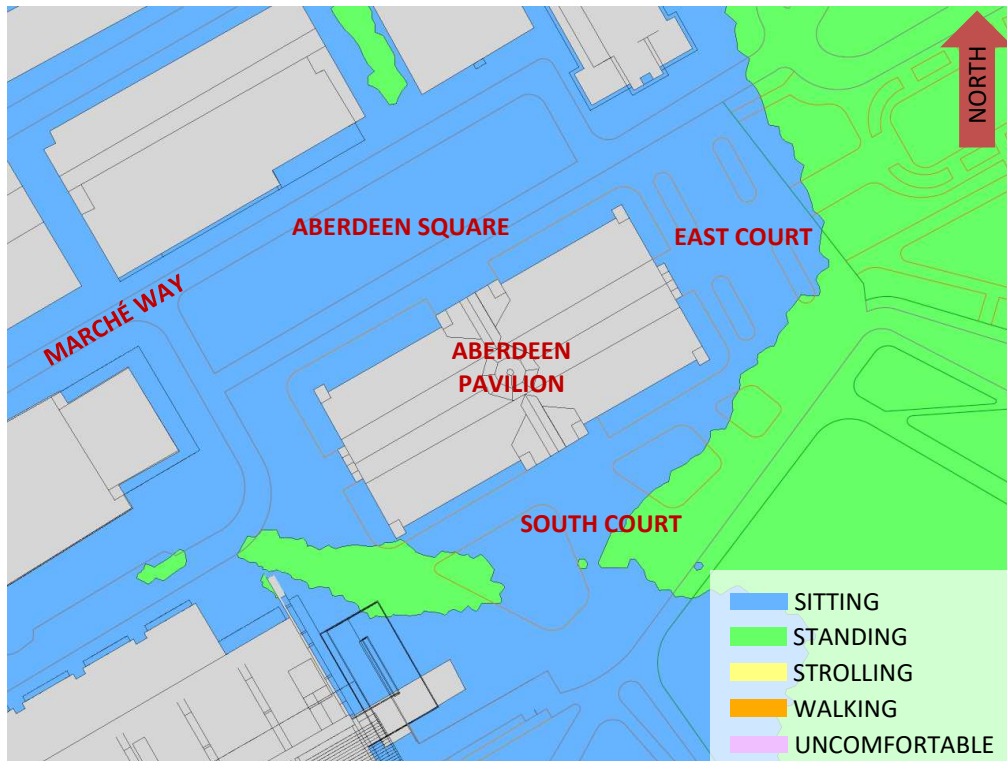 NORTH
ABERDEEN SQUARE
EAST COURT
MARCHÉ WAY
ABERDEEN
PAVILION
SOUTH COURT
SITTING
STANDING
STROLLING
WALKING
UNCOMFORTABLE